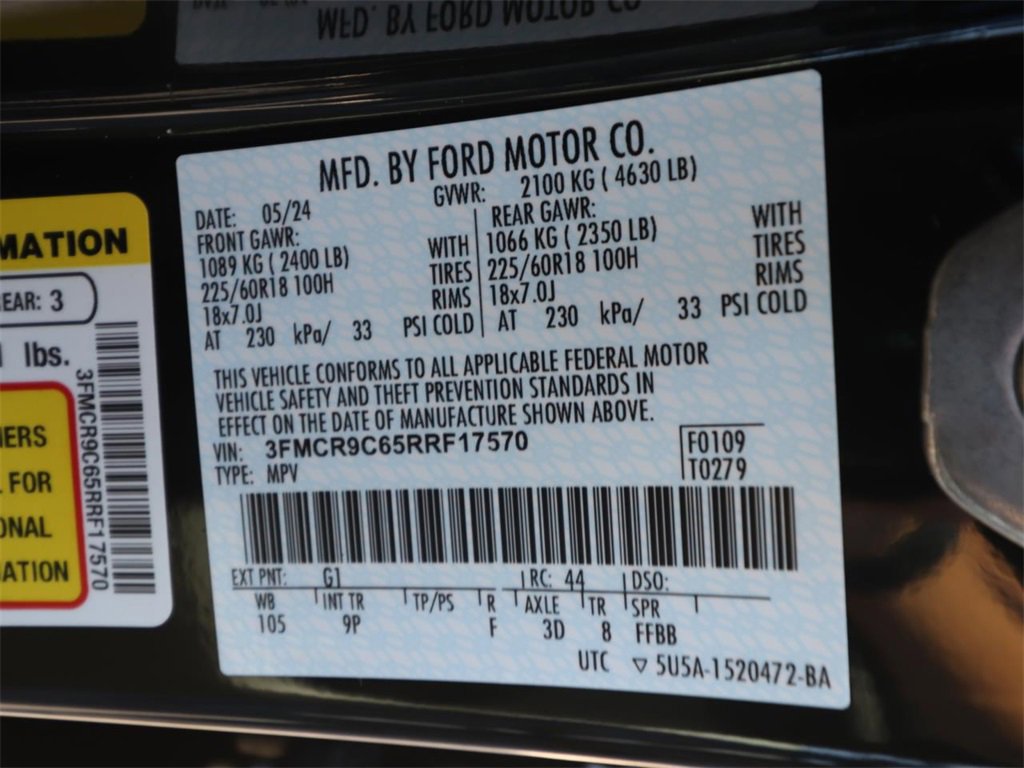 MFD. BY FORD MOTOR CO
MFD. BY FORD MOTOR CO.
GVWR: 2100 KG ( 4630 LB)
DATE: 05/24
FRONT GAWR:
1089 KG ( 2400 LB)
225/60R18 100H
18x7.0J
AT 230 kPa/ 33
WITH
TIRES
RIMS
PSI COLD
REAR GAWR:
1066 KG ( 2350 LB)
225/60R18 100H
18x7.0J
AT 230 kPa/ 33
WITH
TIRES
RIMS
PSI COLD
THIS VEHICLE CONFORMS TO ALL APPLICABLE FEDERAL MOTOR
VEHICLE SAFETY AND THEFT PREVENTION STANDARDS IN
EFFECT ON THE DATE OF MANUFACTURE SHOWN ABOVE.
VIN: 3FMCR9C65RRF17570
TYPE: MPV
F0109
T0279
EXT PNT: G1 RC: 44 DSO:
WB INT TR TP/PS R AXLE TR SPR
105 9P F 3D 8 FFBB
UTC ▽ 5U5A-1520472-BA
MATION
EAR: 3
lbs.
3FMCR9C65RRF17570
ERS
FOR
ONAL
ATION